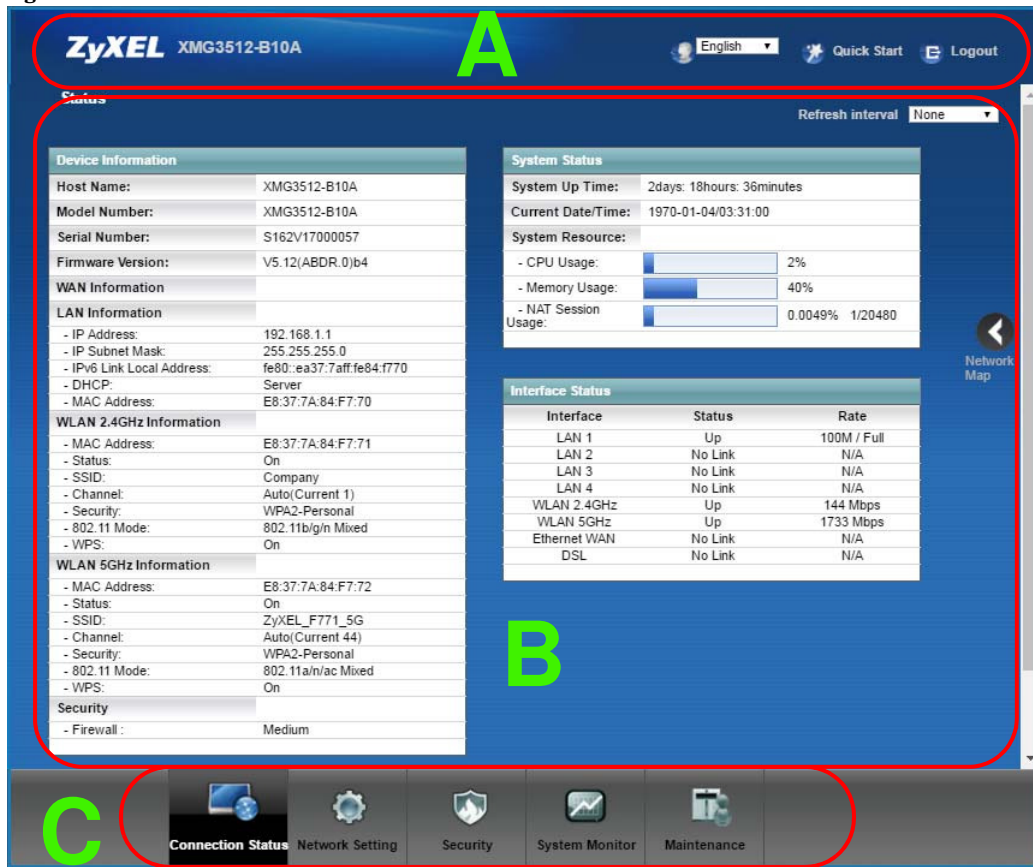 ZyXEL XMG3512-B10A
A
English
Quick Start
Logout
Status
Refresh interval None
Device Information
Host Name: XMG3512-B10A
Model Number: XMG3512-B10A
Serial Number: S162V17000057
Firmware Version: V5.12(ABDR.0)b4
WAN Information
LAN Information
- IP Address: 192.168.1.1
- IP Subnet Mask: 255.255.255.0
- IPv6 Link Local Address: fe80::ea37:7aff:fe84:f770
- DHCP: Server
- MAC Address: E8:37:7A:84:F7:70
WLAN 2.4GHz Information
- MAC Address: E8:37:7A:84:F7:71
- Status: On
- SSID: Company
- Channel: Auto(Current 1)
- Security: WPA2-Personal
- 802.11 Mode: 802.11b/g/n Mixed
- WPS: On
WLAN 5GHz Information
- MAC Address: E8:37:7A:84:F7:72
- Status: On
- SSID: ZyXEL_F771_5G
- Channel: Auto(Current 44)
- Security: WPA2-Personal
- 802.11 Mode: 802.11a/n/ac Mixed
- WPS: On
Security
- Firewall : Medium
System Status
System Up Time: 2days: 18hours: 36minutes
Current Date/Time: 1970-01-04/03:31:00
System Resource:
- CPU Usage: 2%
- Memory Usage: 40%
- NAT Session
Usage: 0.0049% 1/20480
Interface Status
Interface Status Rate
LAN 1 Up 100M / Full
LAN 2 No Link N/A
LAN 3 No Link N/A
LAN 4 No Link N/A
WLAN 2.4GHz Up 144 Mbps
WLAN 5GHz Up 1733 Mbps
Ethernet WAN No Link N/A
DSL No Link N/A
Network
Map
B
C
Connection Status
Network Setting
Security
System Monitor
Maintenance